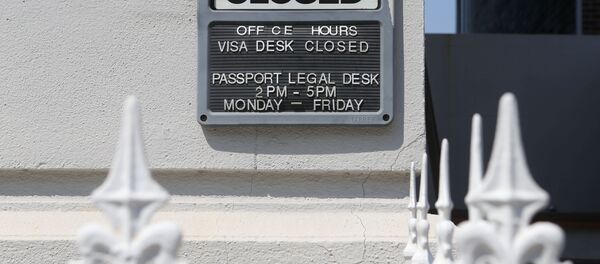 CLOSED
OFF CE HOURS
VISA DESK CLOSED
PASSPORT LEGAL DESK
2PM - 5PM
MONDAY — FRIDAY